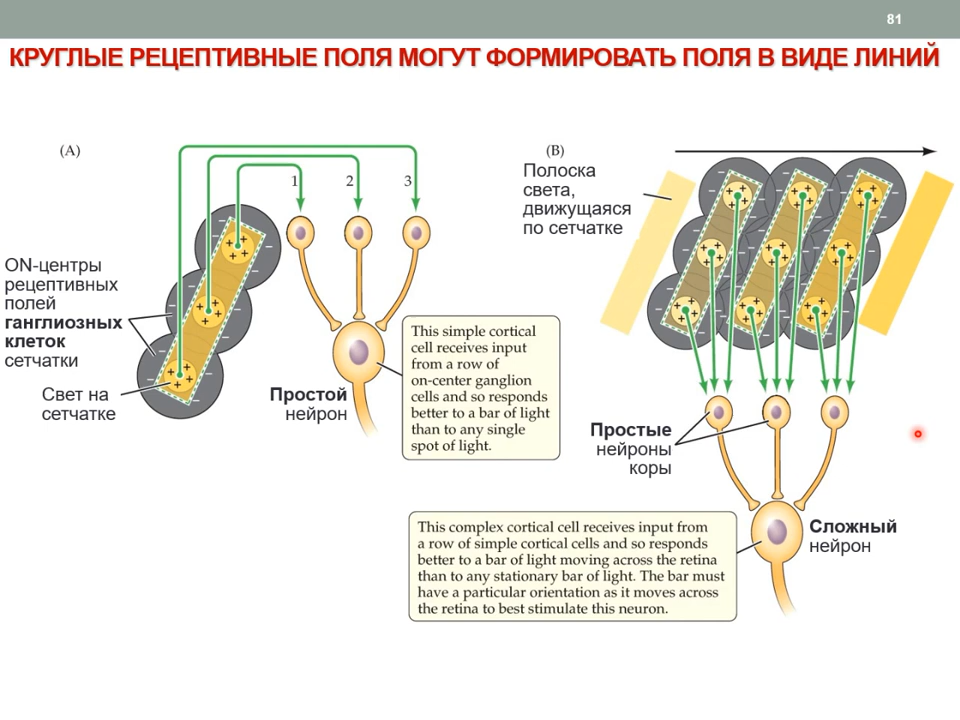 81
КРУГЛЫЕ РЕЦЕПТИВНЫЕ ПОЛЯ МОГУТ ФОРМИРОВАТЬ ПОЛЯ В ВИДЕ ЛИНИЙ
(A)
1 2 3
ON-центры
рецептивных
полей
ганглиозных
клеток
сетчатки
Свет на
сетчатке
Простой
нейрон
This simple cortical
cell receives input
from a row of
on-center ganglion
cells and so responds
better to a bar of light
than to any single
spot of light.
(B)
Полоска
света,
движущаяся
по сетчатке
Простые
нейроны
коры
Сложный
нейрон
This complex cortical cell receives input from
a row of simple cortical cells and so responds
better to a bar of light moving across the retina
than to any stationary bar of light. The bar must
have a particular orientation as it moves across
the retina to best stimulate this neuron.